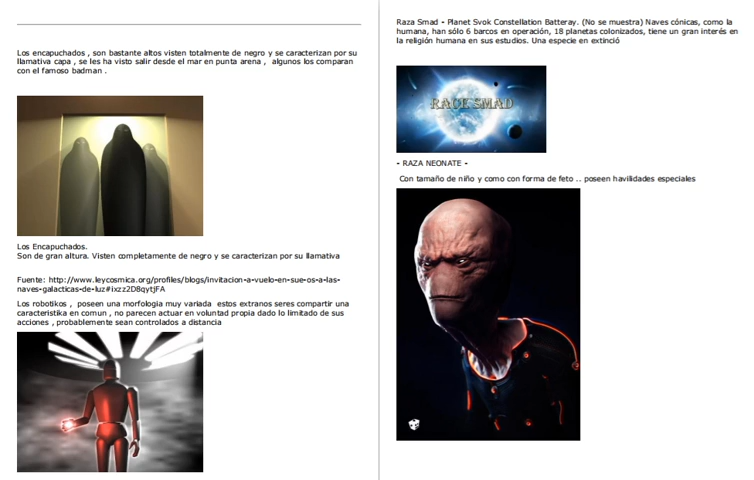 Los encapuchados , son bastante altos visten totalmente de negro y se caracterizan por su
llamativa capa , se les ha visto salir desde el mar en punta arena , algunos los comparan
con el famoso badman .
Los Encapuchados.
Son de gran altura. Visten completamente de negro y se caracterizan por su llamativa
Fuente: http://www.leycosmica.org/profiles/blogs/invitacion-a-vuelo-en-sue-os-a-las-
naves-galacticas-de-luz#ixzz2D8qytjFA
Los robotikos , poseen una morfologia muy variada estos extranos seres compartir una
caracteristika en comun , no parecen actuar en voluntad propia dado lo limitado de sus
acciones , probablemente sean controlados a distancia
Raza Smad - Planet Svok Constellation Batteray. (No se muestra) Naves cónicas, como la
humana, han sólo 6 barcos en operación, 18 planetas colonizados, tiene un gran interés en
la religión humana en sus estudios. Una especie en extinció
RACE SMAD
- RAZA NEONATE -
Con tamaño de niño y como con forma de feto .. poseen havilidades especiales